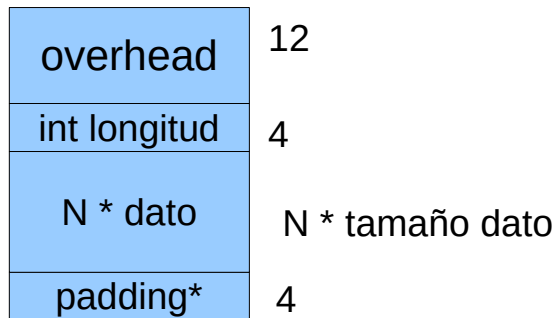 overhead 12
int longitud 4
N * dato N * tamaño dato
padding* 4